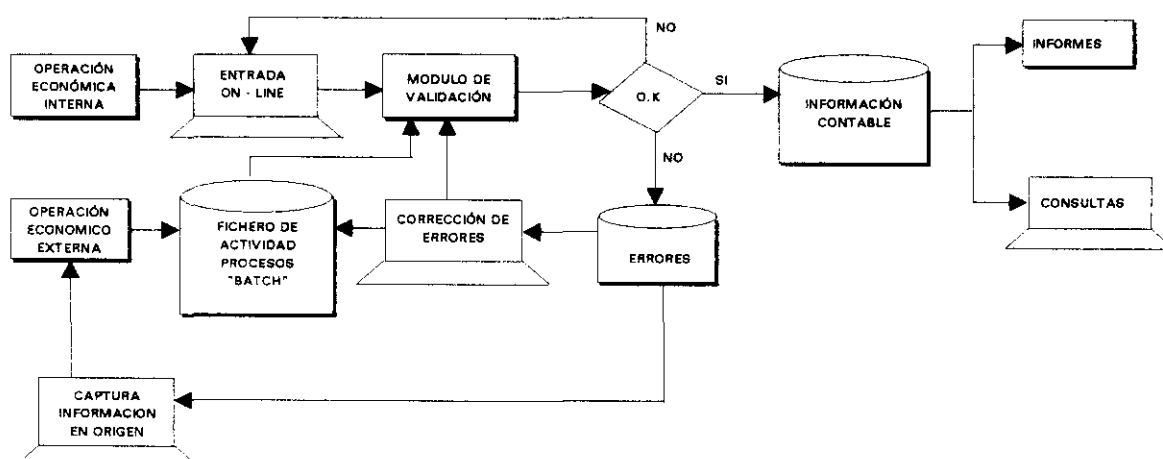 NO
OPERACIÓN
ECONÓMICA
INTERNA
ENTRADA
ON - LINE
MODULO DE
VALIDACIÓN
O.K
SI
INFORMACIÓN
CONTABLE
INFORMES
NO
OPERACIÓN
ECONOMICO
EXTERNA
FICHERO DE
ACTIVIDAD
PROCESOS
"BATCH"
CORRECCIÓN DE
ERRORES
ERRORES
CONSULTAS
CAPTURA
INFORMACION
EN ORIGEN